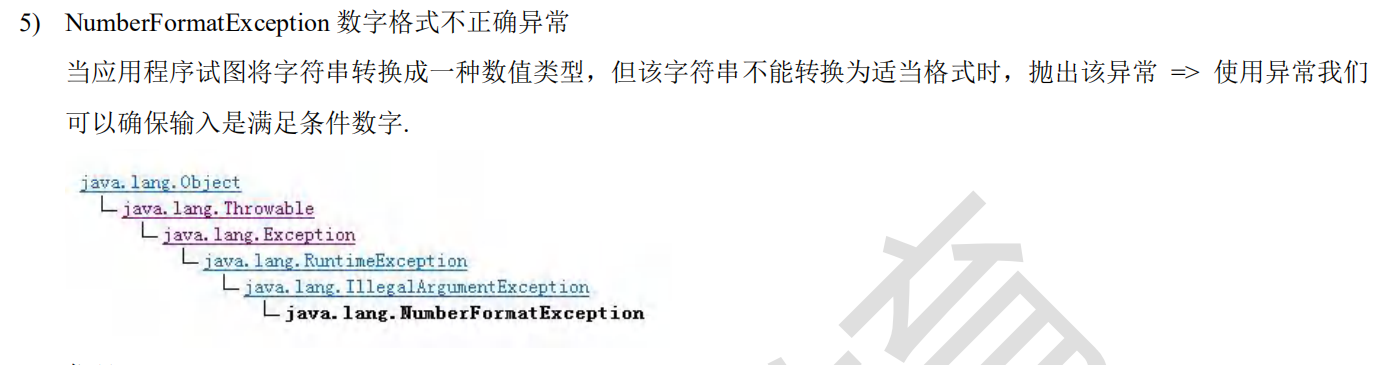 5) NumberFormatException 数字格式不正确异常
当应用程序试图将字符串转换成一种数值类型，但该字符串不能转换为适当格式时，抛出该异常 => 使用异常我们
可以确保输入是满足条件数字.
java.lang.Object
java.lang.Throwable
java.lang.Exception
java.lang.RuntimeException
java.lang.IllegalArgumentException
java.lang.NumberFormatException